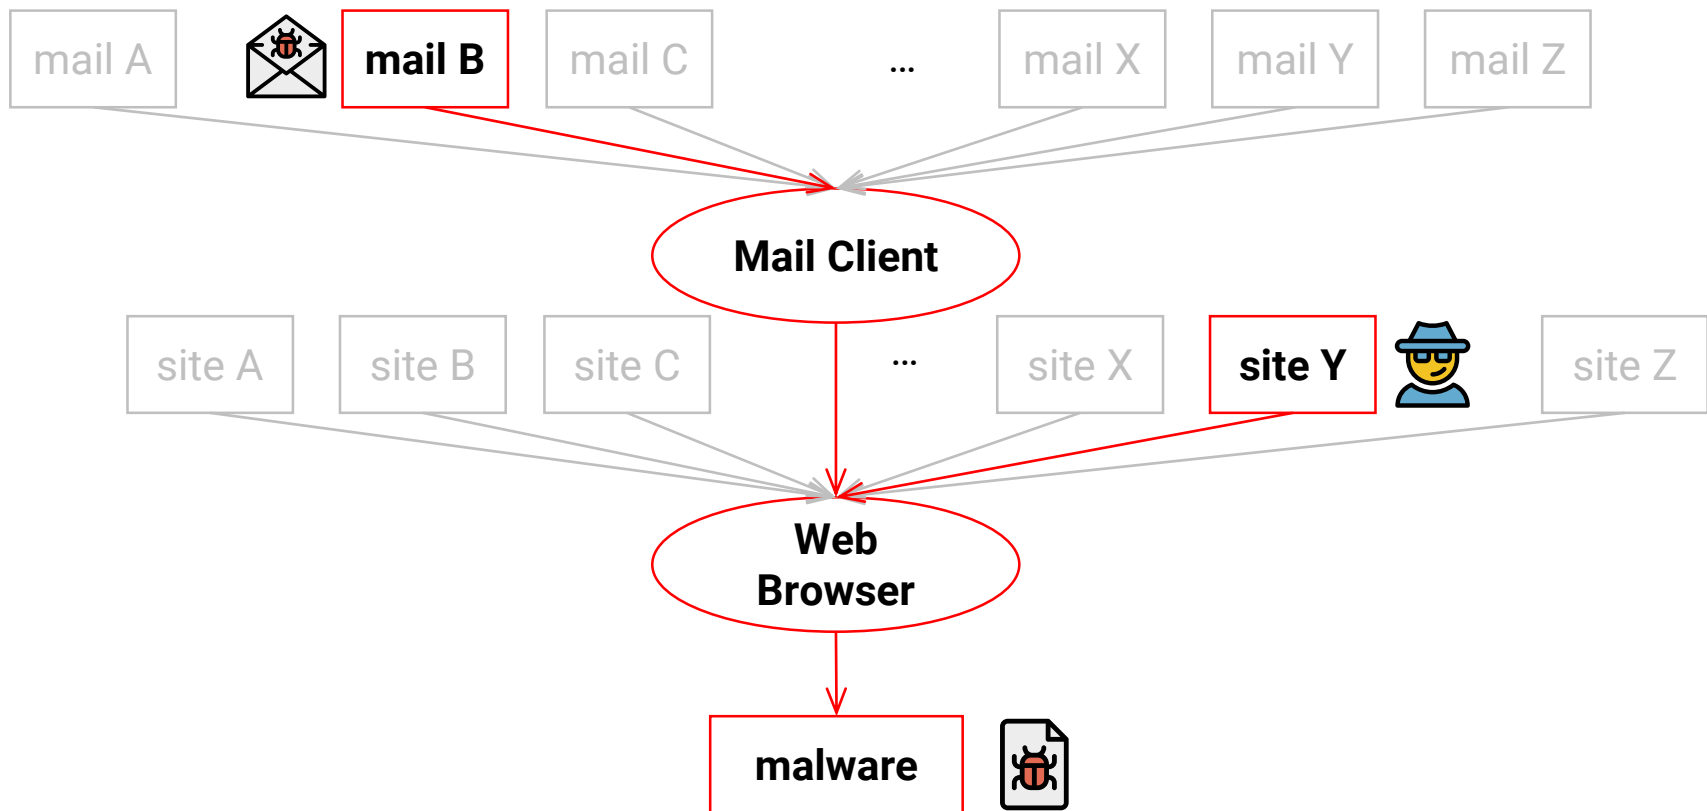 mail A
mail B
mail C
...
mail X
mail Y
mail Z
Mail Client
site A
site B
site C
...
site X
site Y
site Z
Web
Browser
malware